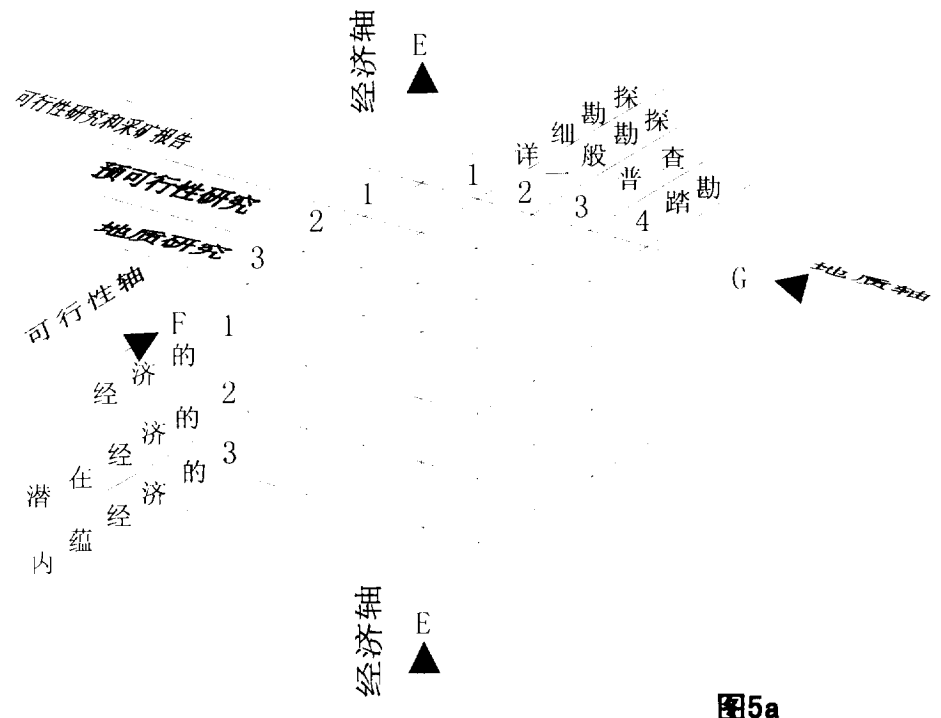 经济轴
E
可行性研究和采矿报告
预可行性研究
地质研究
3
2
1
可行性轴
F
1
详细勘探
2
一般勘探
3
普查
4
踏勘
G
地质轴
1
经济的
2
潜在经济的
3
内蕴经济的
经济轴
E
图5a